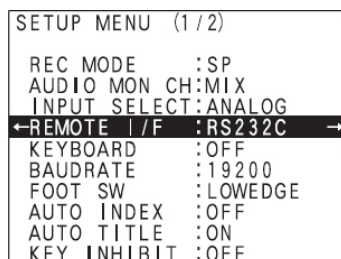 SETUP MENU (1/2)
REC MODE :SP
AUDIO MON CH:MIX
INPUT SELECT:ANALOG
←REMOTE I/F :RS232C →
KEYBOARD :OFF
BAUDRATE :19200
FOOT SW :LOWEDGE
AUTO INDEX :OFF
AUTO TITLE :ON
KEY INHIBIT :OFF